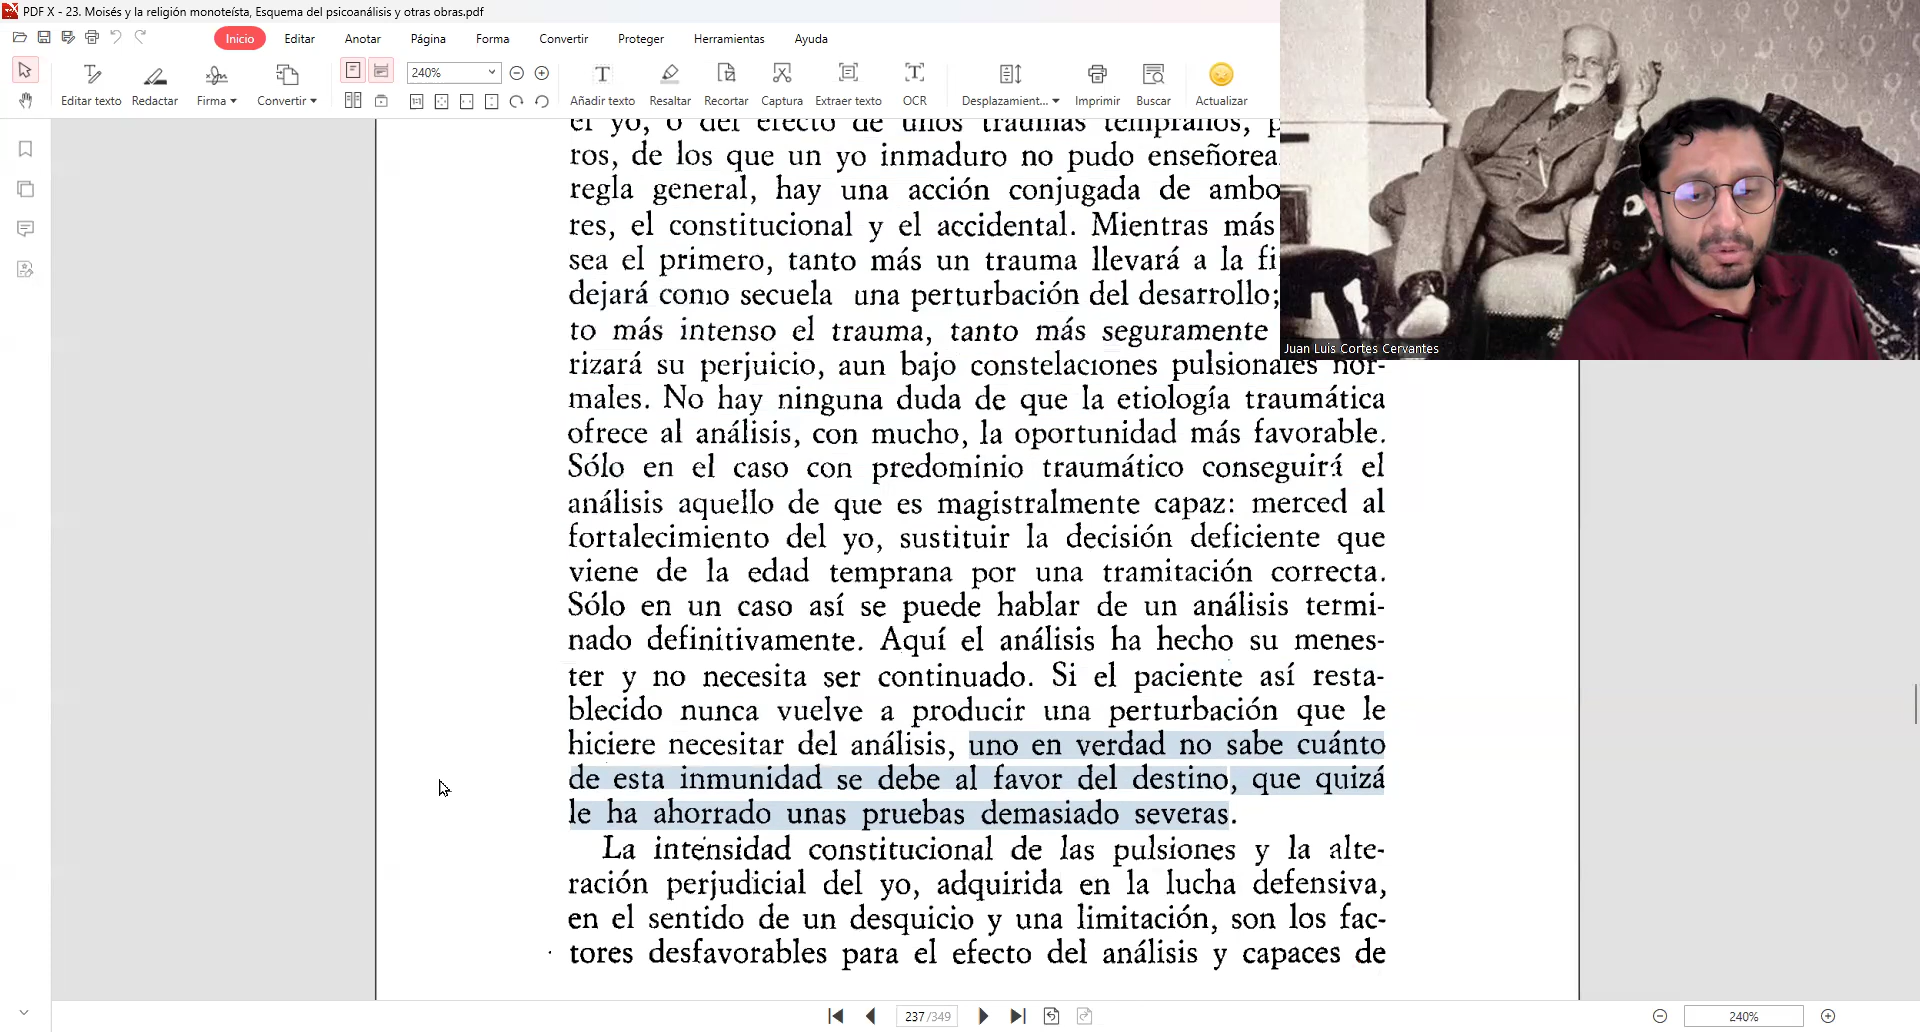 PDF X - 23. Moisés y la religión monoteísta, Esquema del psicoanálisis y otras obras.pdf
Inicio Editar Anotar Página Forma Convertir Proteger Herramientas Ayuda
240%
Editar texto Redactar Firma Convertir Añadir texto Resaltar Recortar Captura Extraer texto OCR Desplazamient... Imprimir Buscar Actualizar
el yo, o del efecto de unos traumas tempranos, p
ros, de los que un yo inmaduro no pudo enseñorea
regla general, hay una acción conjugada de ambo
res, el constitucional y el accidental. Mientras más
sea el primero, tanto más un trauma llevará a la fi
dejará como secuela una perturbación del desarrollo;
to más intenso el trauma, tanto más seguramente
rizará su perjuicio, aun bajo constelaciones pulsionales nor-
males. No hay ninguna duda de que la etiología traumática
ofrece al análisis, con mucho, la oportunidad más favorable.
Sólo en el caso con predominio traumático conseguirá el
análisis aquello de que es magistralmente capaz: merced al
fortalecimiento del yo, sustituir la decisión deficiente que
viene de la edad temprana por una tramitación correcta.
Sólo en un caso así se puede hablar de un análisis termi-
nado definitivamente. Aquí el análisis ha hecho su menes-
ter y no necesita ser continuado. Si el paciente así resta-
blecido nunca vuelve a producir una perturbación que le
hiciere necesitar del análisis, uno en verdad no sabe cuánto
de esta inmunidad se debe al favor del destino, que quizá
le ha ahorrado unas pruebas demasiado severas.
La intensidad constitucional de las pulsiones y la alte-
ración perjudicial del yo, adquirida en la lucha defensiva,
en el sentido de un desquicio y una limitación, son los fac-
tores desfavorables para el efecto del análisis y capaces de
Juan Luis Cortes Cervantes
237 /349
240%